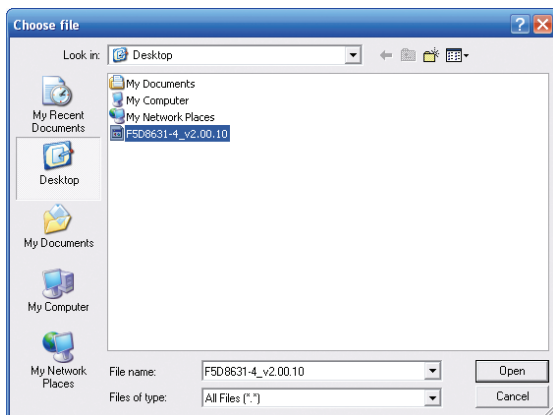 Choose file
Look in:
Desktop
My Recent
Documents
Desktop
My Documents
My Computer
My Network
Places
My Documents
My Computer
My Network Places
F5D8631-4_v2.00.10
File name:
F5D8631-4_v2.00.10
Open
Files of type:
All Files (*.*)
Cancel